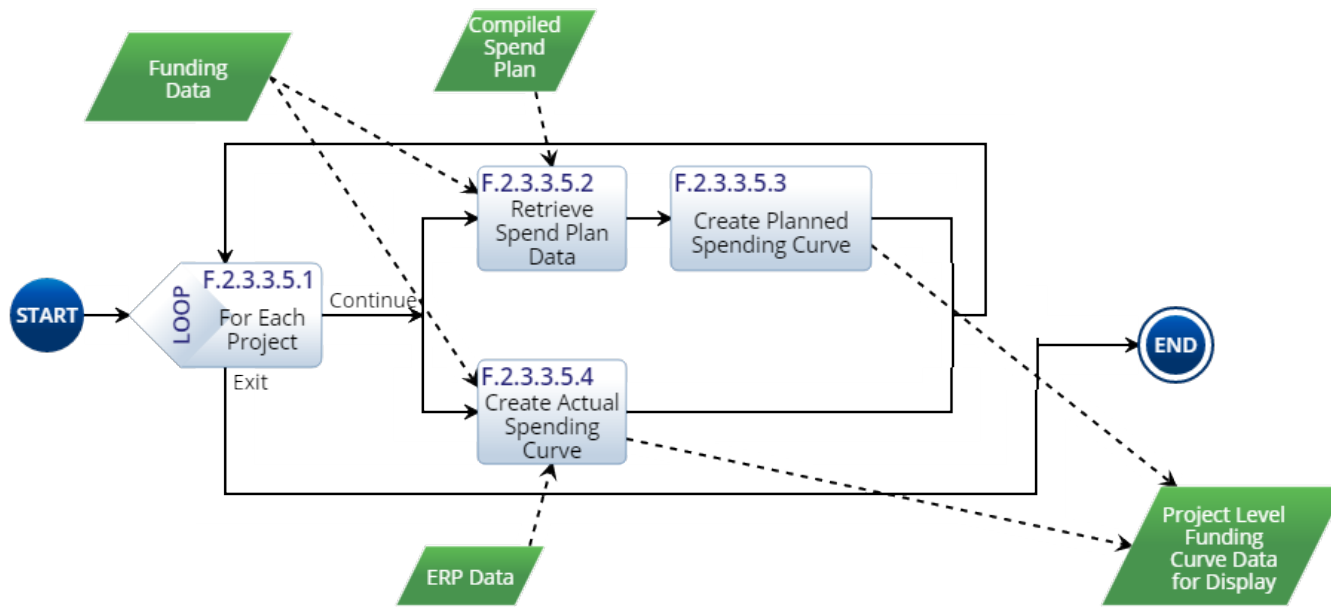 Funding
Data
Compiled
Spend
Plan
F.2.3.3.5.2
Retrieve
Spend Plan
Data
F.2.3.3.5.3
Create Planned
Spending Curve
START
LOOP
F.2.3.3.5.1
For Each
Project
Continue
Exit
END
F.2.3.3.5.4
Create Actual
Spending
Curve
ERP Data
Project Level
Funding
Curve Data
for Display